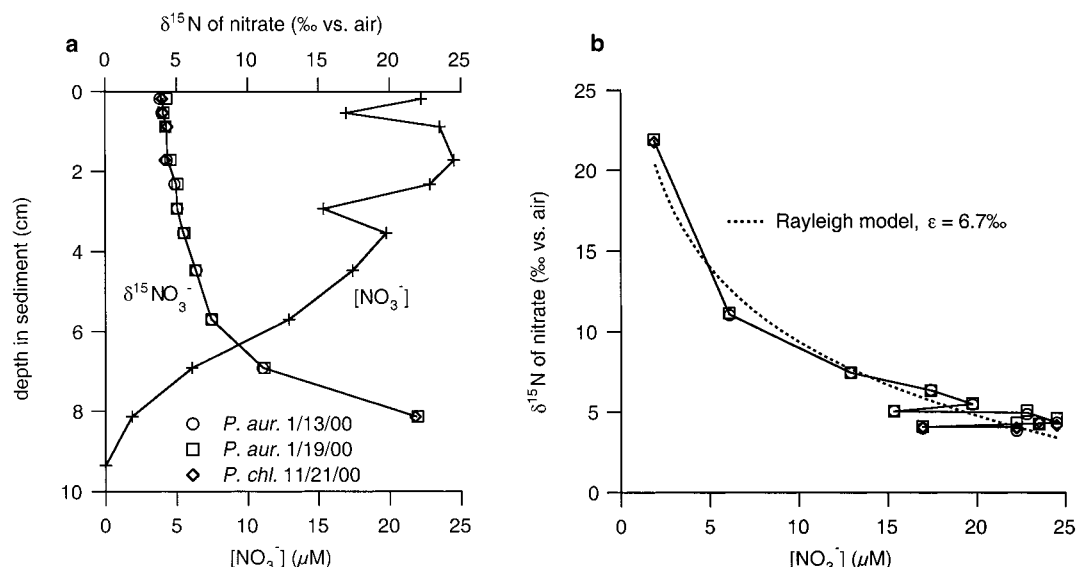 a
δ¹⁵N of nitrate (‰ vs. air)
0 5 10 15 20 25
depth in sediment (cm)
0
2
4
6
8
10
δ¹⁵NO₃⁻
[NO₃⁻]
P. aur. 1/13/00
P. aur. 1/19/00
P. chl. 11/21/00
0 5 10 15 20 25
[NO₃⁻] (µM)
b
δ¹⁵N of nitrate (‰ vs. air)
25
20
15
10
5
0
Rayleigh model, ε = 6.7‰
0 5 10 15 20 25
[NO₃⁻] (µM)